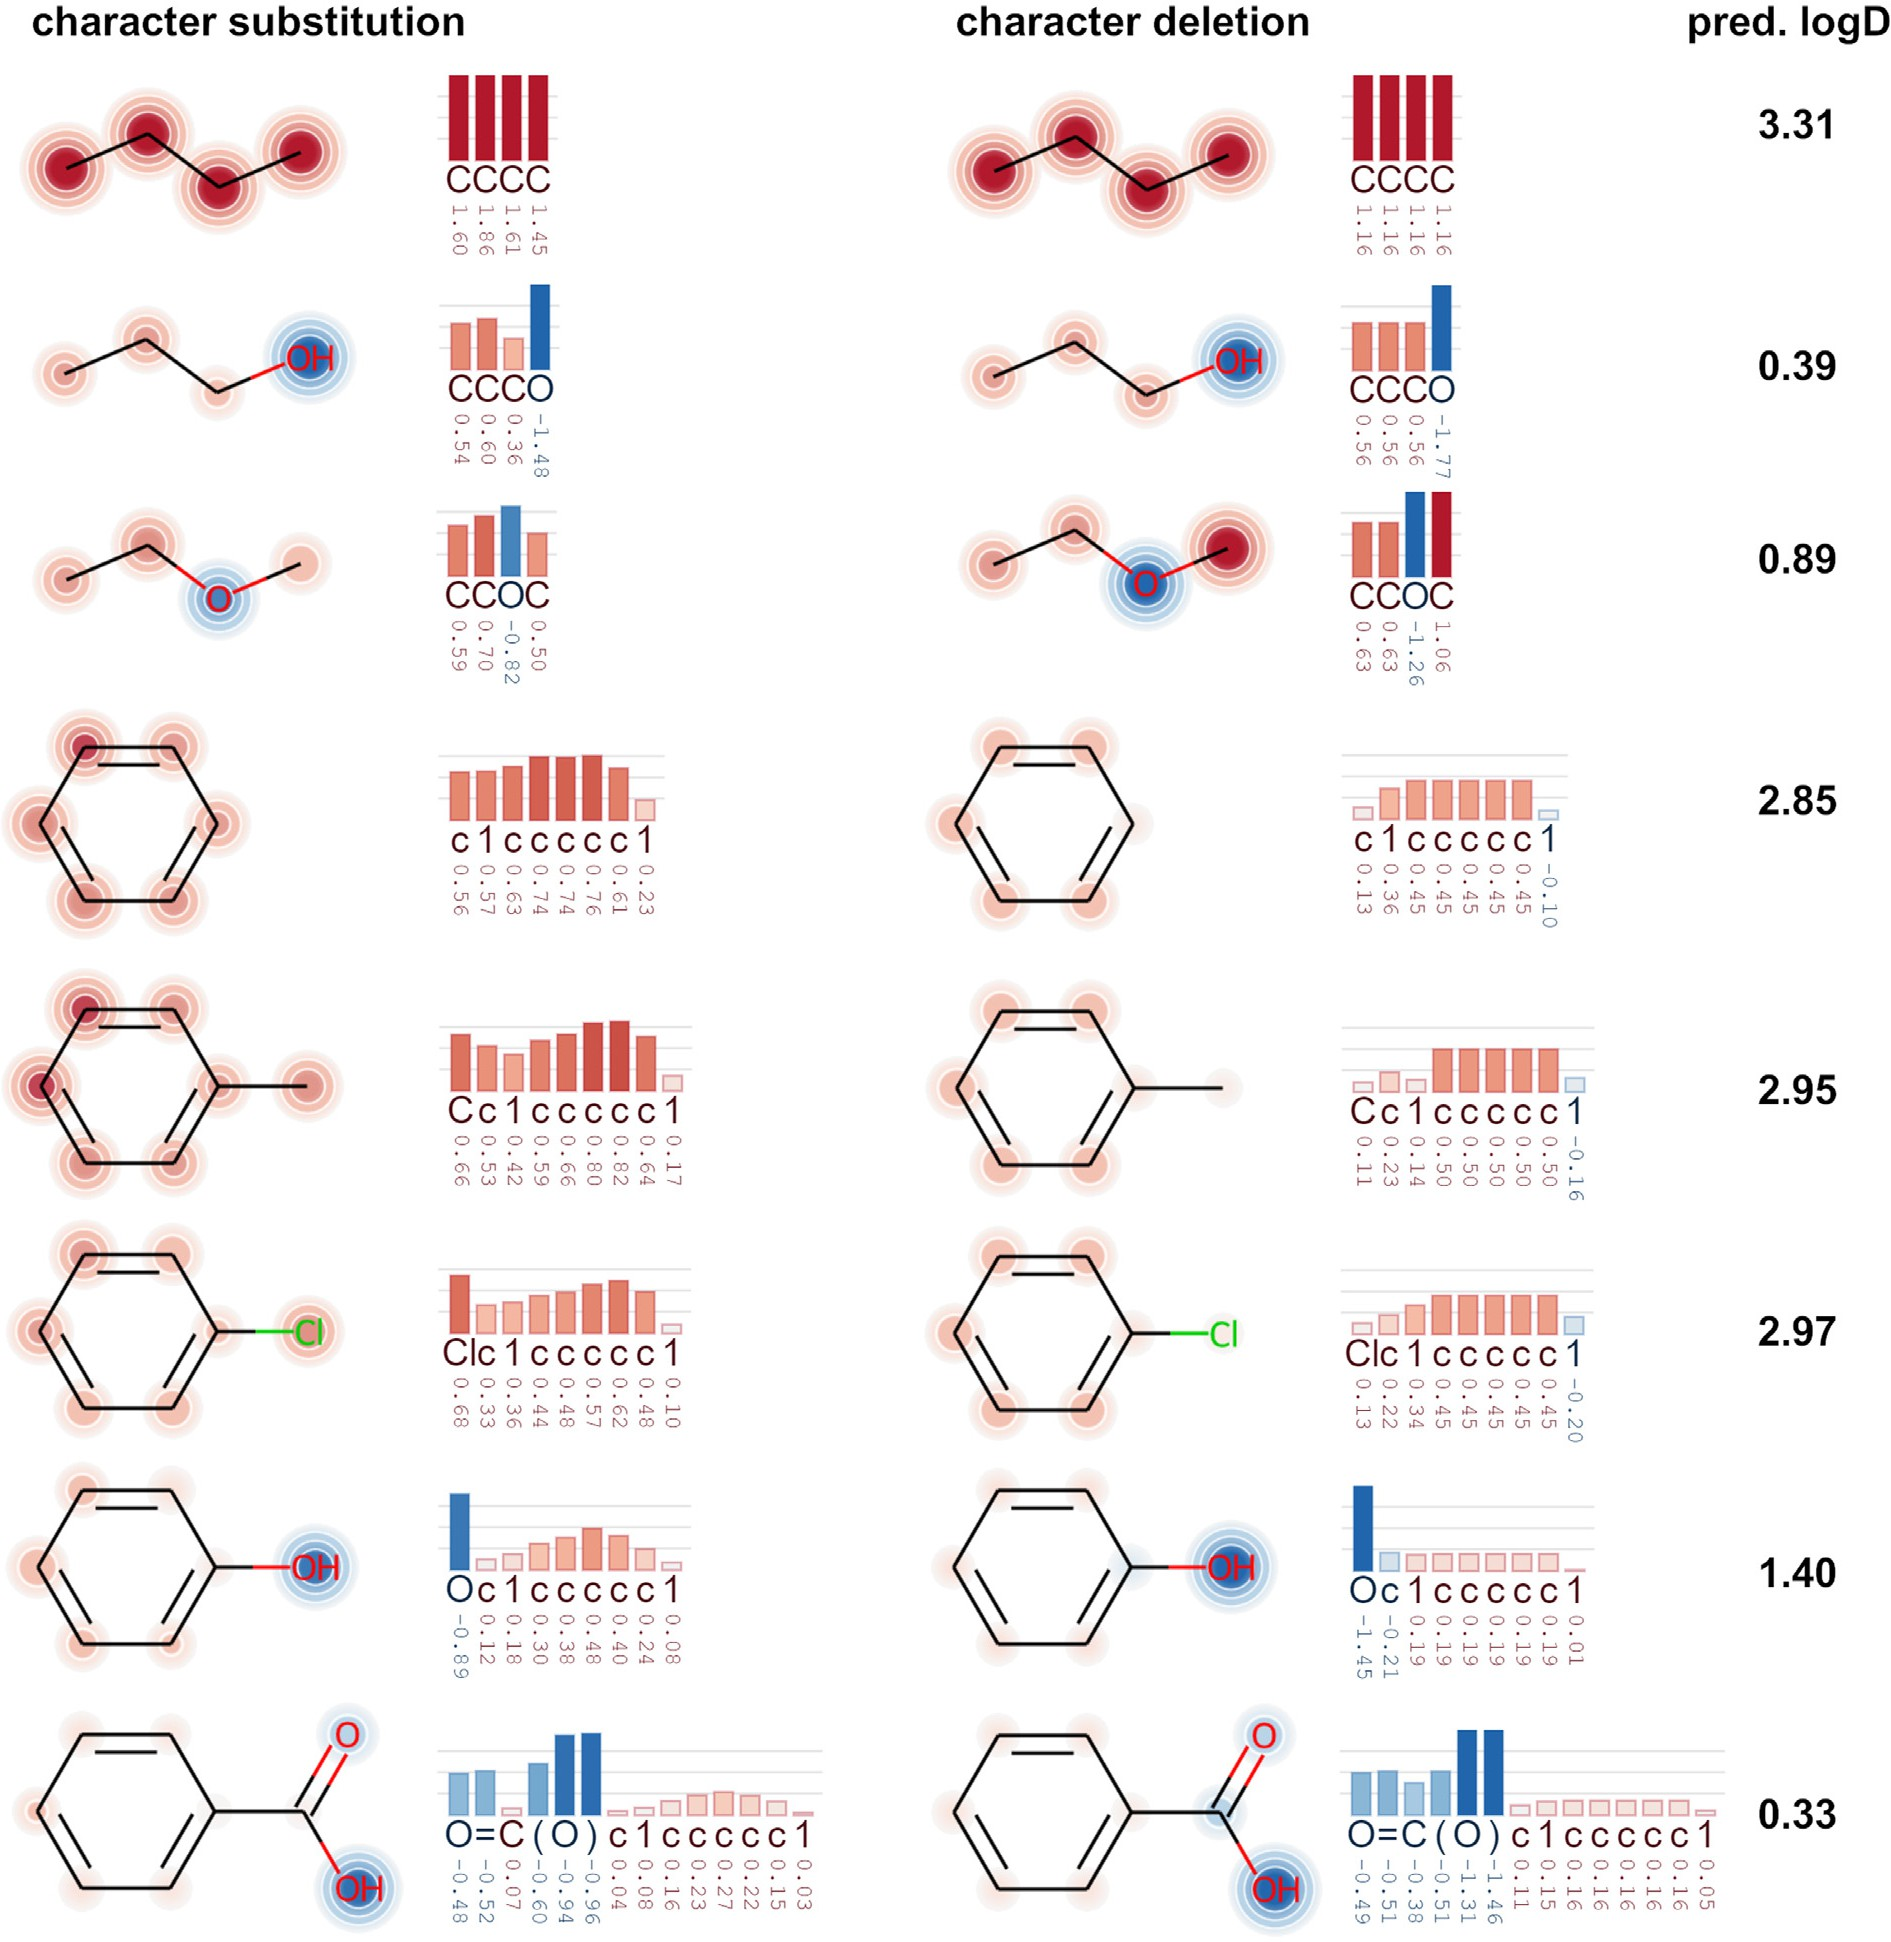 character substitution character deletion pred. logD
CCCC CCCC 3.31
1.60 1.86 1.61 1.45 1.16 1.16 1.16 1.16
OH CCCO OH CCCO 0.39
0.54 0.60 0.36 -1.48 0.56 0.56 0.56 -1.77
O CCOC O CCOC 0.89
0.59 0.70 -0.82 0.50 0.63 0.63 -1.26 1.06
c1ccccc1 c1ccccc1 2.85
0.56 0.57 0.63 0.74 0.74 0.76 0.61 0.23 0.13 0.36 0.45 0.45 0.45 0.45 0.45 -0.10
Cc1ccccc1 Cc1ccccc1 2.95
0.66 0.53 0.42 0.59 0.66 0.80 0.82 0.64 0.17 0.11 0.23 0.14 0.50 0.50 0.50 0.50 0.50 -0.16
Cl Clc1ccccc1 Cl Clc1ccccc1 2.97
0.68 0.33 0.36 0.44 0.48 0.57 0.62 0.48 0.10 0.13 0.22 0.34 0.45 0.45 0.45 0.45 0.45 -0.20
OH Oc1ccccc1 OH Oc1ccccc1 1.40
-0.89 0.12 0.18 0.30 0.38 0.48 0.40 0.24 0.08 -1.45 -0.21 0.19 0.19 0.19 0.19 0.19 0.19 0.01
O O
OH O=C(O)c1ccccc1 OH O=C(O)c1ccccc1 0.33
-0.48 -0.52 0.07 -0.60 -0.94 -0.96 0.04 0.08 0.16 0.23 0.27 0.22 0.15 0.03 -0.49 -0.51 -0.38 -0.51 -1.31 -1.46 0.11 0.15 0.16 0.16 0.16 0.16 0.16 0.05